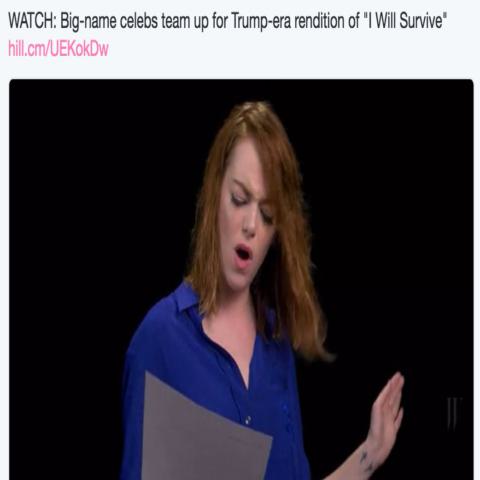 WATCH: Big-name celebs team up for Trump-era rendition of "I Will Survive"
hill.cm/UEKokDw
W